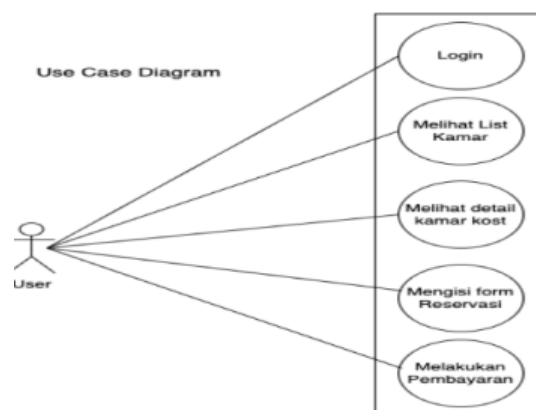 Use Case Diagram
Login
Melihat List
Kamar
Melihat detail
kamar kost
User
Mengisi form
Reservasi
Melakukan
Pembayaran